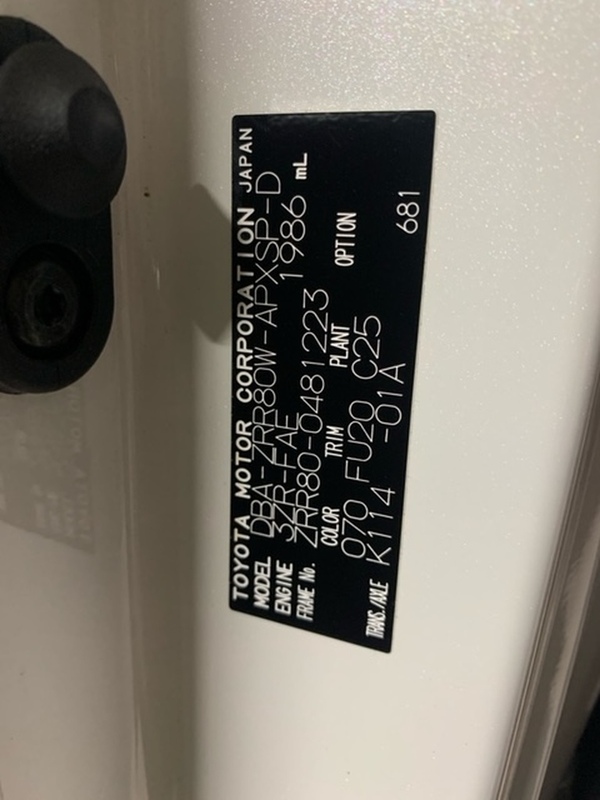 TOYOTA MOTOR CORPORATION JAPAN
MODEL DBA-ZRR80W-APXSP-D
ENGINE 3ZR-FAE 1986 mL
FRAME No. ZRR80-0481223
COLOR TRIM PLANT OPTION
070 FU20 C25
TRANS./AXLE K114 -01A
681